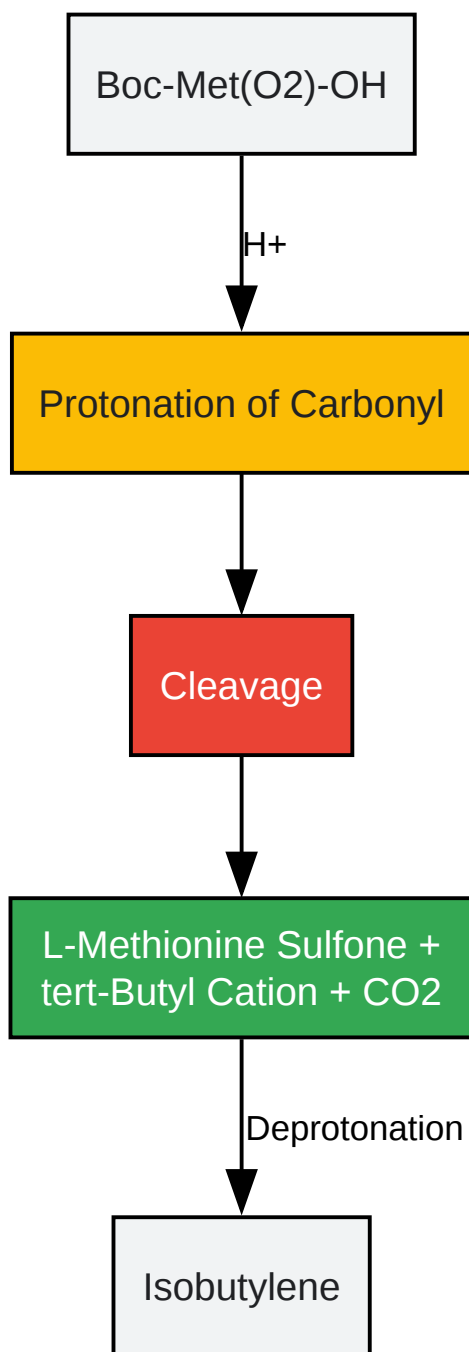 Boc-Met(O2)-OH
H+
Protonation of Carbonyl
Cleavage
L-Methionine Sulfone +
tert-Butyl Cation + CO2
Deprotonation
Isobutylene